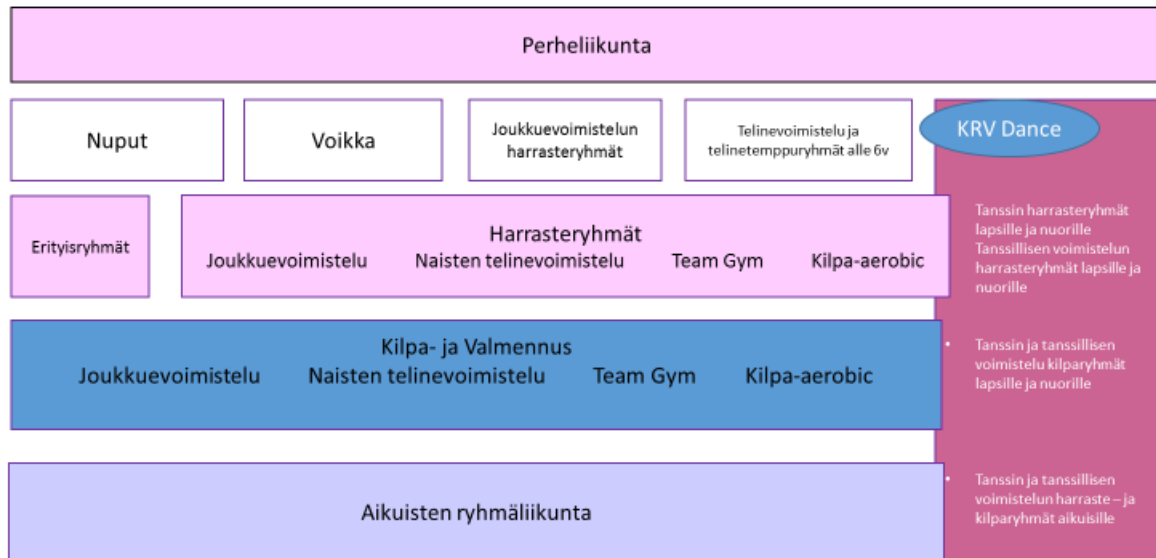 Perheliikunta
Nuput
Voikka
Joukkuevoimistelun
harrasteryhmät
Telinevoimistelu ja
telinetemppuryhmät alle 6v
KRV Dance
Erityisryhmät
Harrasteryhmät
Joukkuevoimistelu Naisten telinevoimistelu Team Gym Kilpa-aerobic
Tanssin harrasteryhmät
lapsille ja nuorille
Tanssillisen voimistelun
harrasteryhmät lapsille ja
nuorille
Kilpa- ja Valmennus
Joukkuevoimistelu Naisten telinevoimistelu Team Gym Kilpa-aerobic
• Tanssin ja tanssillisen
voimistelu kilparyhmät
lapsille ja nuorille
Aikuisten ryhmäliikunta
• Tanssin ja tanssillisen
voimistelun harraste – ja
kilparyhmät aikuisille